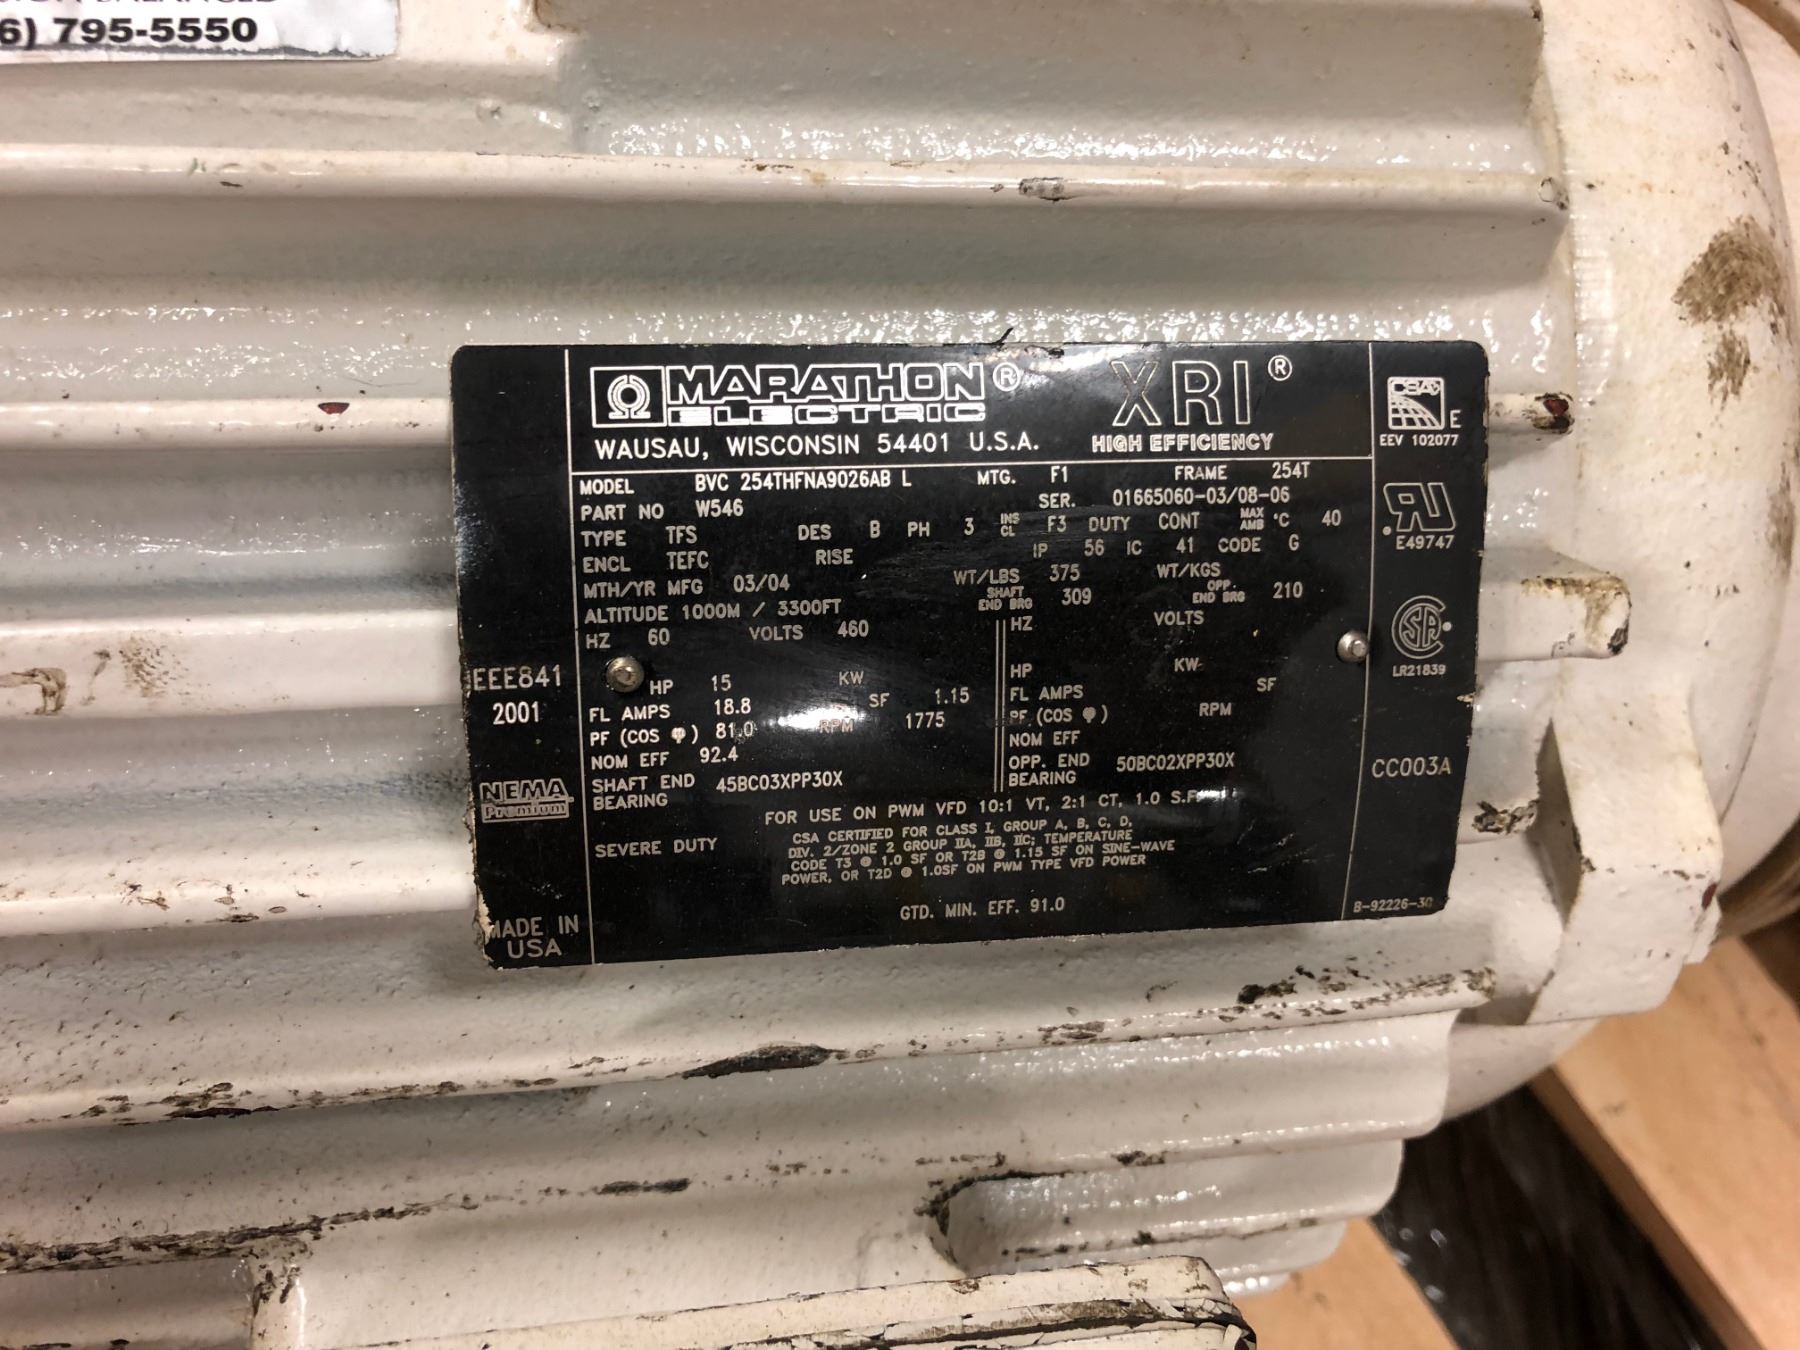 6) 795-5550
MARATHON® XRI®
ELECTRIC
WAUSAU, WISCONSIN 54401 U.S.A. HIGH EFFICIENCY
MODEL BVC 254THFNA9026AB L MTG. F1 FRAME 254T
PART NO W546 SER. 01665060-03/08-06
TYPE TFS DES B PH 3 INS CL F3 DUTY CONT MAX AMB °C 40
ENCL TEFC RISE IP 56 IC 41 CODE G
MTH/YR MFG 03/04 WT/LBS 375 WT/KGS
ALTITUDE 1000M / 3300FT SHAFT END BRG 309 OPP. END BRG 210
HZ 60 VOLTS 460 HZ VOLTS
HP 15 KW HP KW
FL AMPS 18.8 SF 1.15 FL AMPS SF
PF (COS φ) 81.0 RPM 1775 PF (COS φ) RPM
NOM EFF 92.4 NOM EFF
SHAFT END BEARING 45BC03XPP30X OPP. END BEARING 50BC02XPP30X
FOR USE ON PWM VFD 10:1 VT, 2:1 CT, 1.0 S.F.
SEVERE DUTY
CSA CERTIFIED FOR CLASS I, GROUP A, B, C, D,
DIV. 2/ZONE 2 GROUP IIA, IIB, IIC; TEMPERATURE
CODE T3 @ 1.0 SF OR T2B @ 1.15 SF ON SINE-WAVE
POWER, OR T2D @ 1.0SF ON PWM TYPE VFD POWER
GTD. MIN. EFF. 91.0
IEEE841
2001
NEMA
Premium
MADE IN
USA
CSA E
EEV 102077
E49747
LR21839
CC003A
B-92226-30